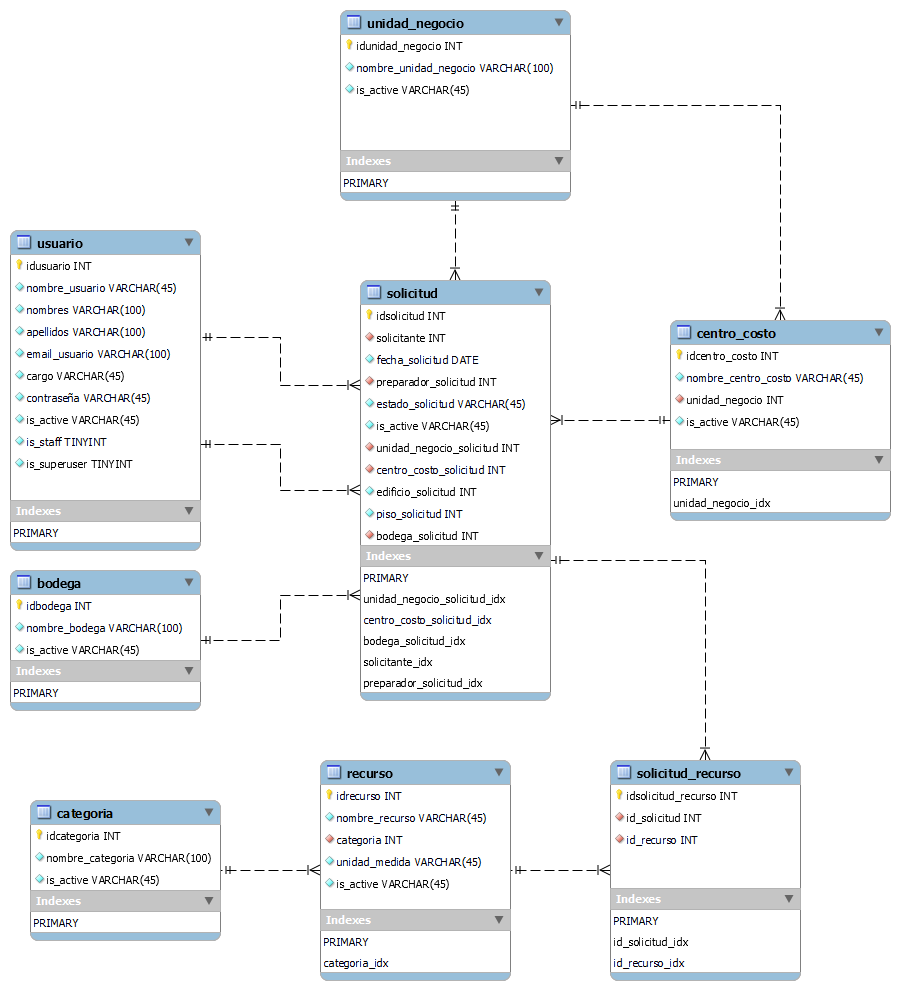 unidad_negocio
idunidad_negocio INT
nombre_unidad_negocio VARCHAR(100)
is_active VARCHAR(45)
Indexes
PRIMARY
usuario
idusuario INT
nombre_usuario VARCHAR(45)
nombres VARCHAR(100)
apellidos VARCHAR(100)
email_usuario VARCHAR(100)
cargo VARCHAR(45)
contraseña VARCHAR(45)
is_active VARCHAR(45)
is_staff TINYINT
is_superuser TINYINT
Indexes
PRIMARY
solicitud
idsolicitud INT
solicitante INT
fecha_solicitud DATE
preparador_solicitud INT
estado_solicitud VARCHAR(45)
is_active VARCHAR(45)
unidad_negocio_solicitud INT
centro_costo_solicitud INT
edificio_solicitud INT
piso_solicitud INT
bodega_solicitud INT
Indexes
PRIMARY
unidad_negocio_solicitud_idx
centro_costo_solicitud_idx
bodega_solicitud_idx
solicitante_idx
preparador_solicitud_idx
centro_costo
idcentro_costo INT
nombre_centro_costo VARCHAR(45)
unidad_negocio INT
is_active VARCHAR(45)
Indexes
PRIMARY
unidad_negocio_idx
bodega
idbodega INT
nombre_bodega VARCHAR(100)
is_active VARCHAR(45)
Indexes
PRIMARY
categoria
idcategoria INT
nombre_categoria VARCHAR(100)
is_active VARCHAR(45)
Indexes
PRIMARY
recurso
idrecurso INT
nombre_recurso VARCHAR(45)
categoria INT
unidad_medida VARCHAR(45)
is_active VARCHAR(45)
Indexes
PRIMARY
categoria_idx
solicitud_recurso
idsolicitud_recurso INT
id_solicitud INT
id_recurso INT
Indexes
PRIMARY
id_solicitud_idx
id_recurso_idx